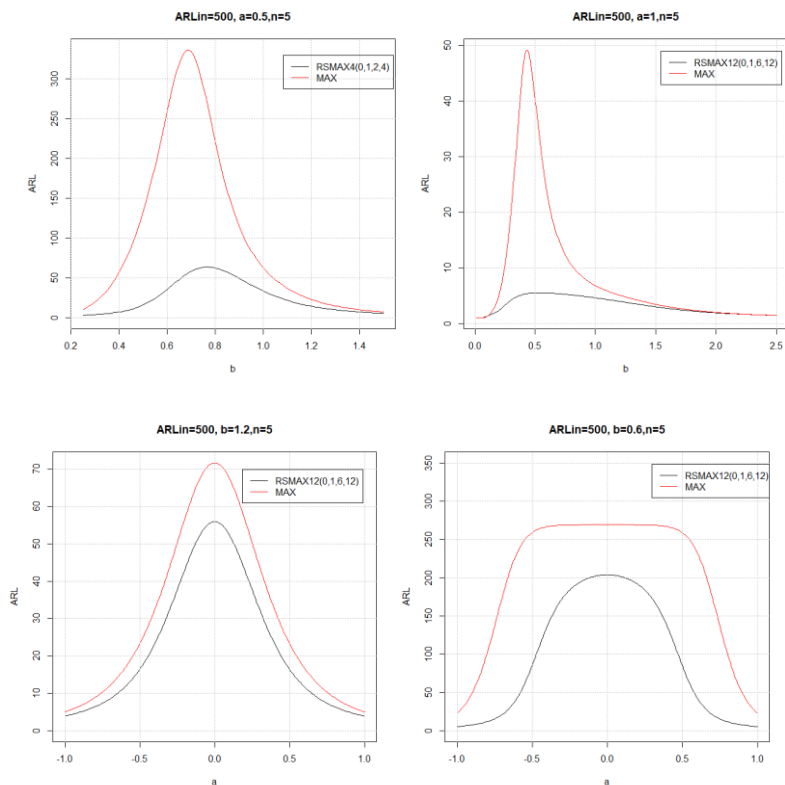 ARLin=500, a=0.5,n=5
RSMAX4(0,1,2,4)
MAX
ARL
0
50
100
150
200
250
300
0.2
0.4
0.6
0.8
1.0
1.2
1.4
b
ARLin=500, a=1,n=5
RSMAX12(0,1,6,12)
MAX
ARL
0
10
20
30
40
50
0.0
0.5
1.0
1.5
2.0
2.5
b
ARLin=500, b=1.2,n=5
RSMAX12(0,1,6,12)
MAX
ARL
0
10
20
30
40
50
60
70
-1.0
-0.5
0.0
0.5
1.0
a
ARLin=500, b=0.6,n=5
RSMAX12(0,1,6,12)
MAX
ARL
0
50
100
150
200
250
300
350
-1.0
-0.5
0.0
0.5
1.0
a